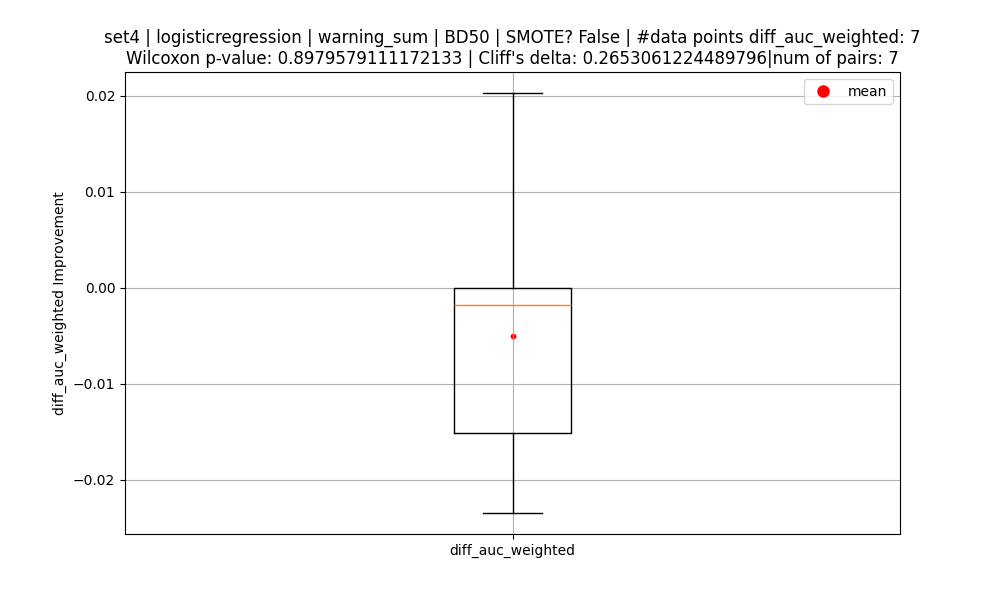 set4 | logisticregression | warning_sum | BD50 | SMOTE? False | #data points diff_auc_weighted: 7
Wilcoxon p-value: 0.8979579111172133 | Cliff's delta: 0.2653061224489796|num of pairs: 7
mean
0.02
0.01
0.00
−0.01
−0.02
diff_auc_weighted Improvement
diff_auc_weighted